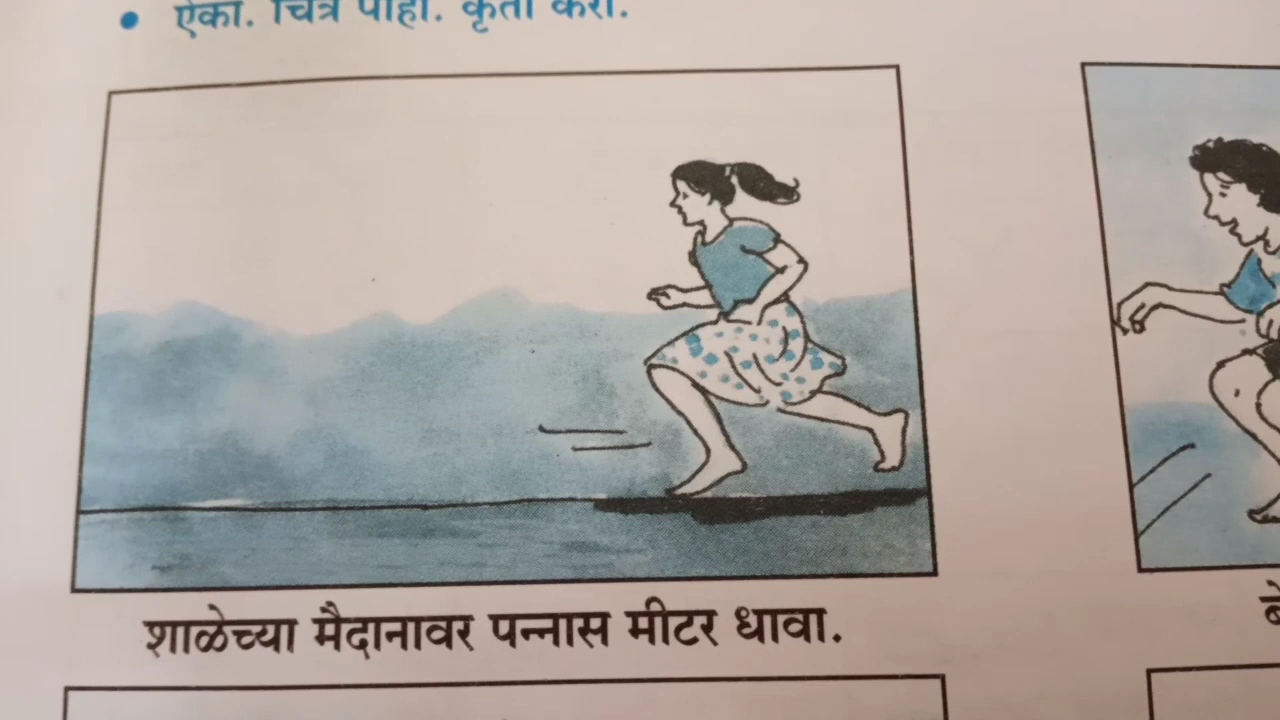 • ऐका. चित्र पाहा. कृती करा.
शाळेच्या मैदानावर पन्नास मीटर धावा.